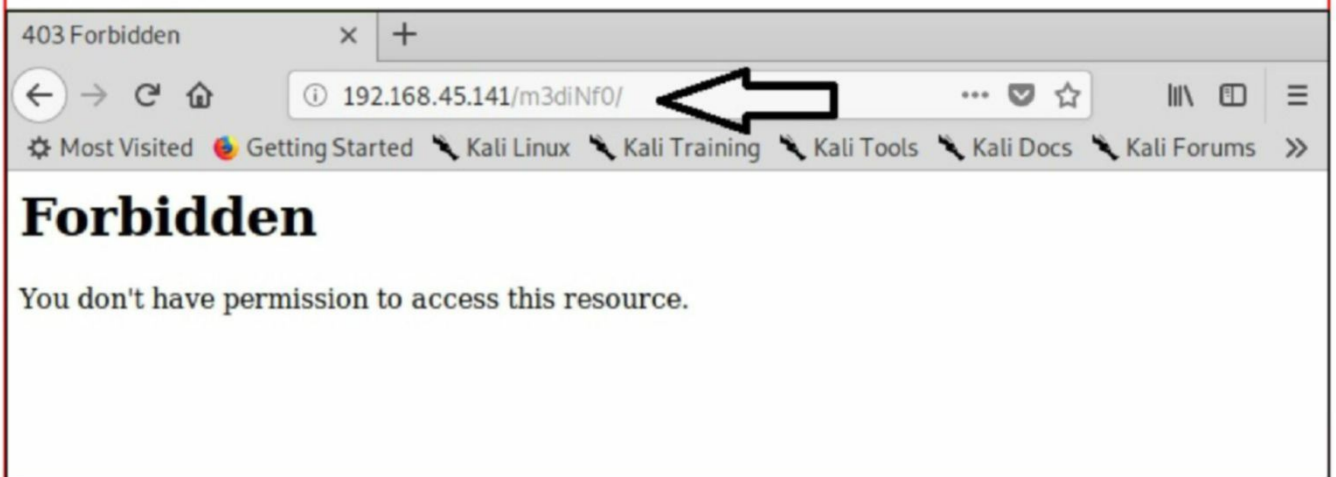 403 Forbidden
192.168.45.141/m3diNf0/
Most Visited Getting Started Kali Linux Kali Training Kali Tools Kali Docs Kali Forums
Forbidden
You don't have permission to access this resource.